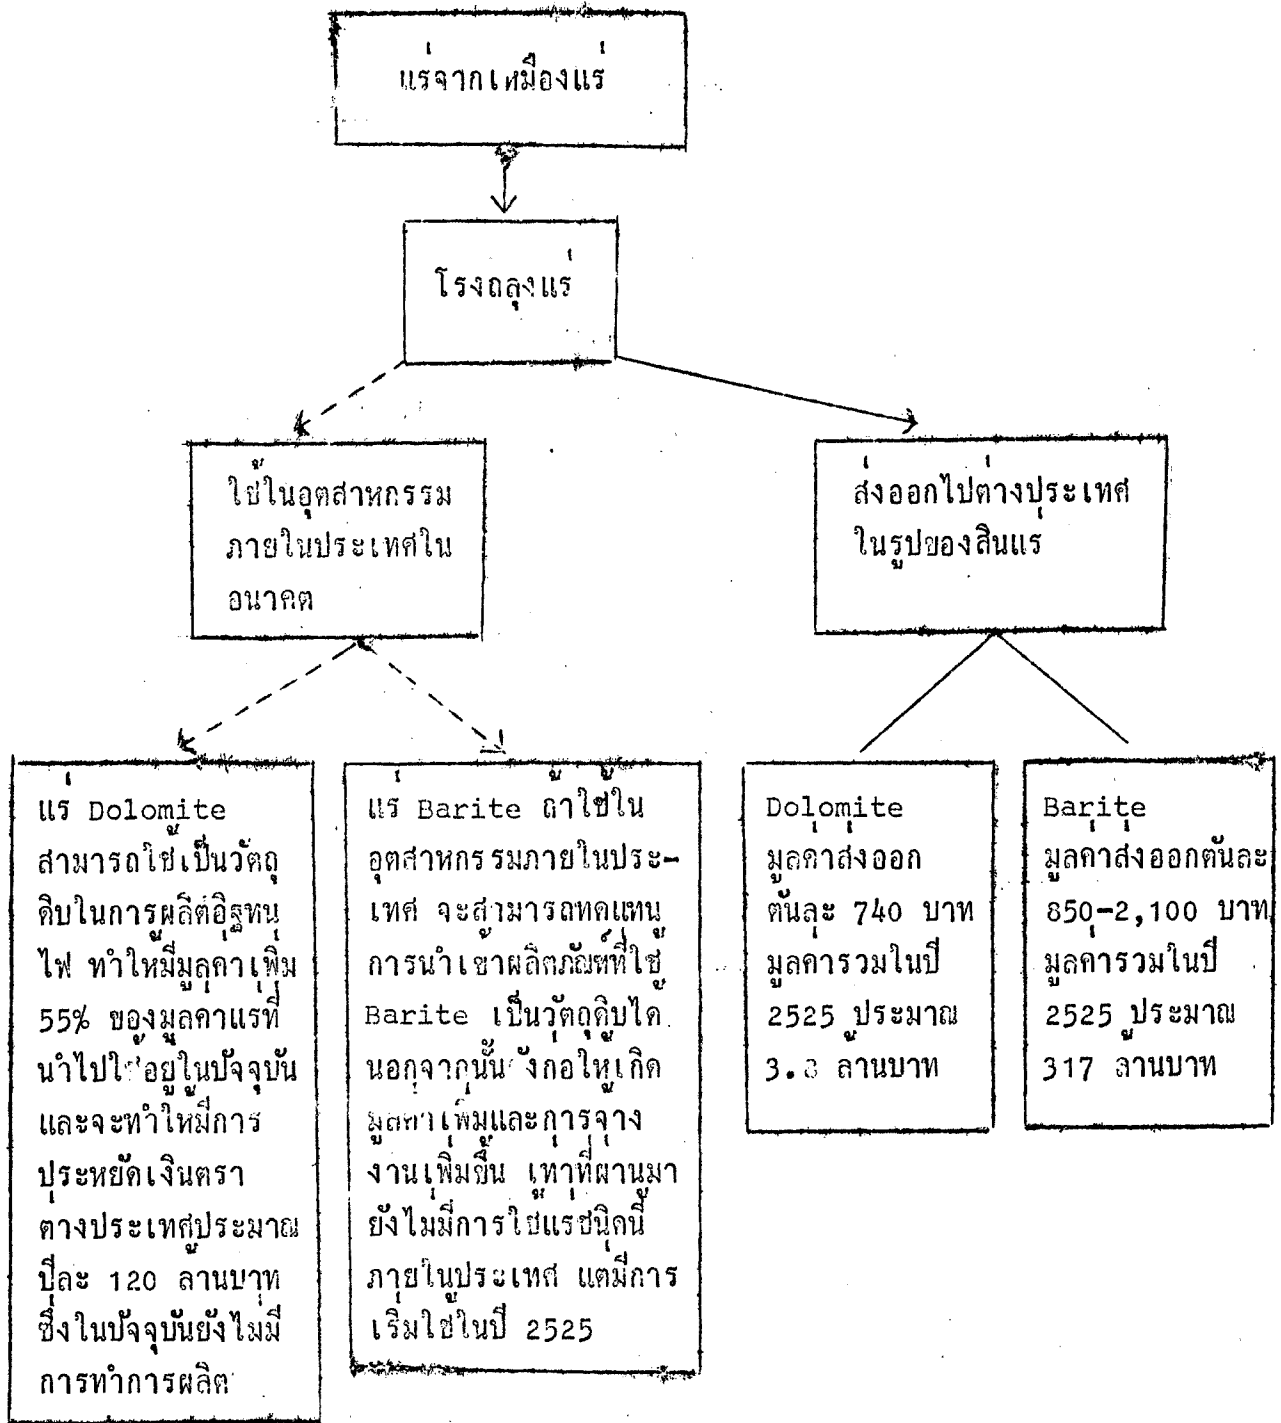 แร่จากเหมืองแร่
โรงถลุงแร่
ใช้ในอุตสาหกรรม
ภายในประเทศใน
อนาคต
ส่งออกไปต่างประเทศ
ในรูปของสินแร่
แร่ Dolomite
สามารถใช้เป็นวัตถุ
ดิบในการผลิตอิฐทน
ไฟ ทำให้มีมูลค่าเพิ่ม
55% ของมูลค่าแร่ที่
นำไปใช้อยู่ในปัจจุบัน
และจะทำให้มีการ
ประหยัดเงินตรา
ต่างประเทศประมาณ
ปีละ 120 ล้านบาท
ซึ่งในปัจจุบันยังไม่มี
การทำการผลิต
แร่ Barite ถ้าใช้ใน
อุตสาหกรรมภายในประ-
เทศ จะสามารถทดแทน
การนำเข้าผลิตภัณฑ์ที่ใช้
Barite เป็นวัตถุดิบได้
นอกจากนั้นยังก่อให้เกิด
มูลค่าเพิ่มและการจ้าง
งานเพิ่มขึ้น เท่าที่ผ่านมา
ยังไม่มีการใช้แร่ชนิดนี้
ภายในประเทศ แต่มีการ
เริ่มใช้ในปี 2525
Dolomite
มูลค่าส่งออก
ตันละ 740 บาท
มูลค่ารวมในปี
2525 ประมาณ
ล้านบาท
Barite
มูลค่าส่งออกตันละ
850-2,100 บาท
มูลค่ารวมในปี
2525 ประมาณ
317 ล้านบาท